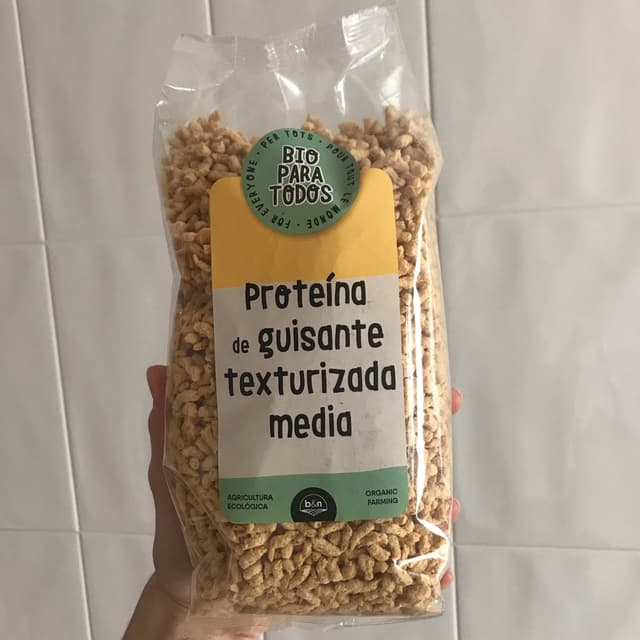 PER TOTS · POUR TOUT LE MONDE · FOR EVERYONE ·
BIO
PARA
TODOS
Proteína
de guisante
texturizada
media
AGRICULTURA
ECOLÓGICA
b&n
ORGANIC
FARMING